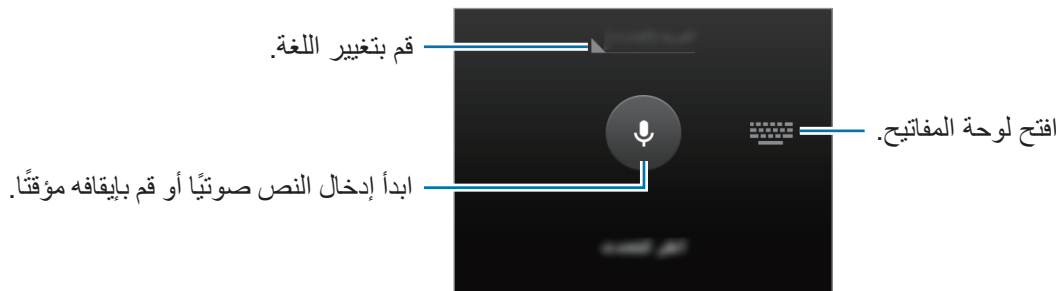 قم بتغيير اللغة.
افتح لوحة المفاتيح.
ابدأ إدخال النص صوتيًا أو قم بإيقافه مؤقتًا.